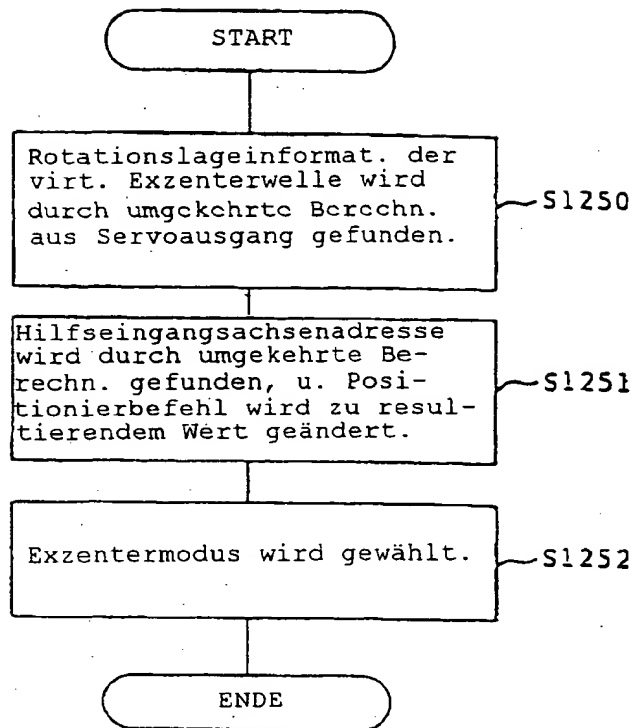 START
Rotationslageinformat. der
virt. Exzenterwelle wird
durch umgekehrte Berechn.
aus Servoausgang gefunden.
S1250
Hilfseingangsachsenadresse
wird durch umgekehrte Be-
rechn. gefunden, u. Posi-
tionierbefehl wird zu resul-
tierendem Wert geändert.
S1251
Exzentermodus wird gewählt.
S1252
ENDE